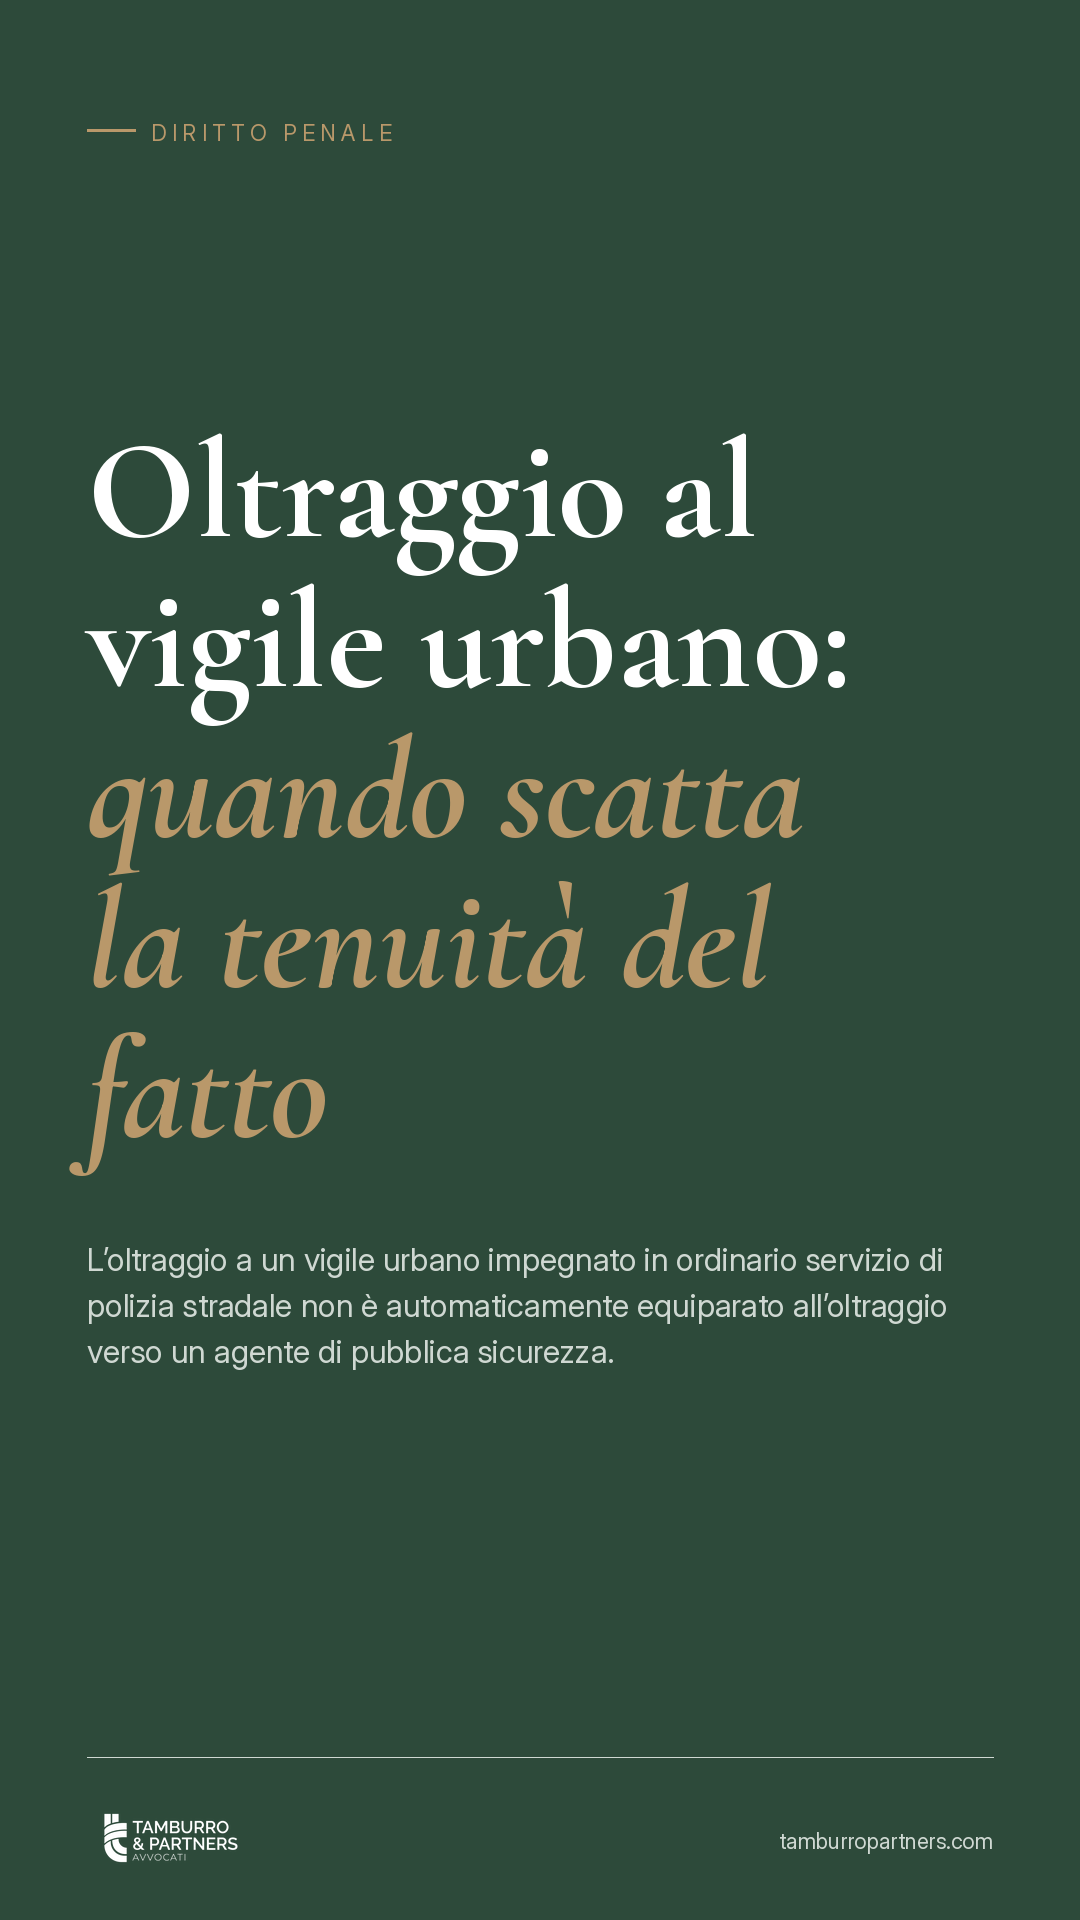 DIRITTO PENALE
Oltraggio al
vigile urbano:
quando scatta
la tenuità del
fatto
L’oltraggio a un vigile urbano impegnato in ordinario servizio di
polizia stradale non è automaticamente equiparato all’oltraggio
verso un agente di pubblica sicurezza.
TAMBURRO
& PARTNERS
AVVOCATI
tamburropartners.com